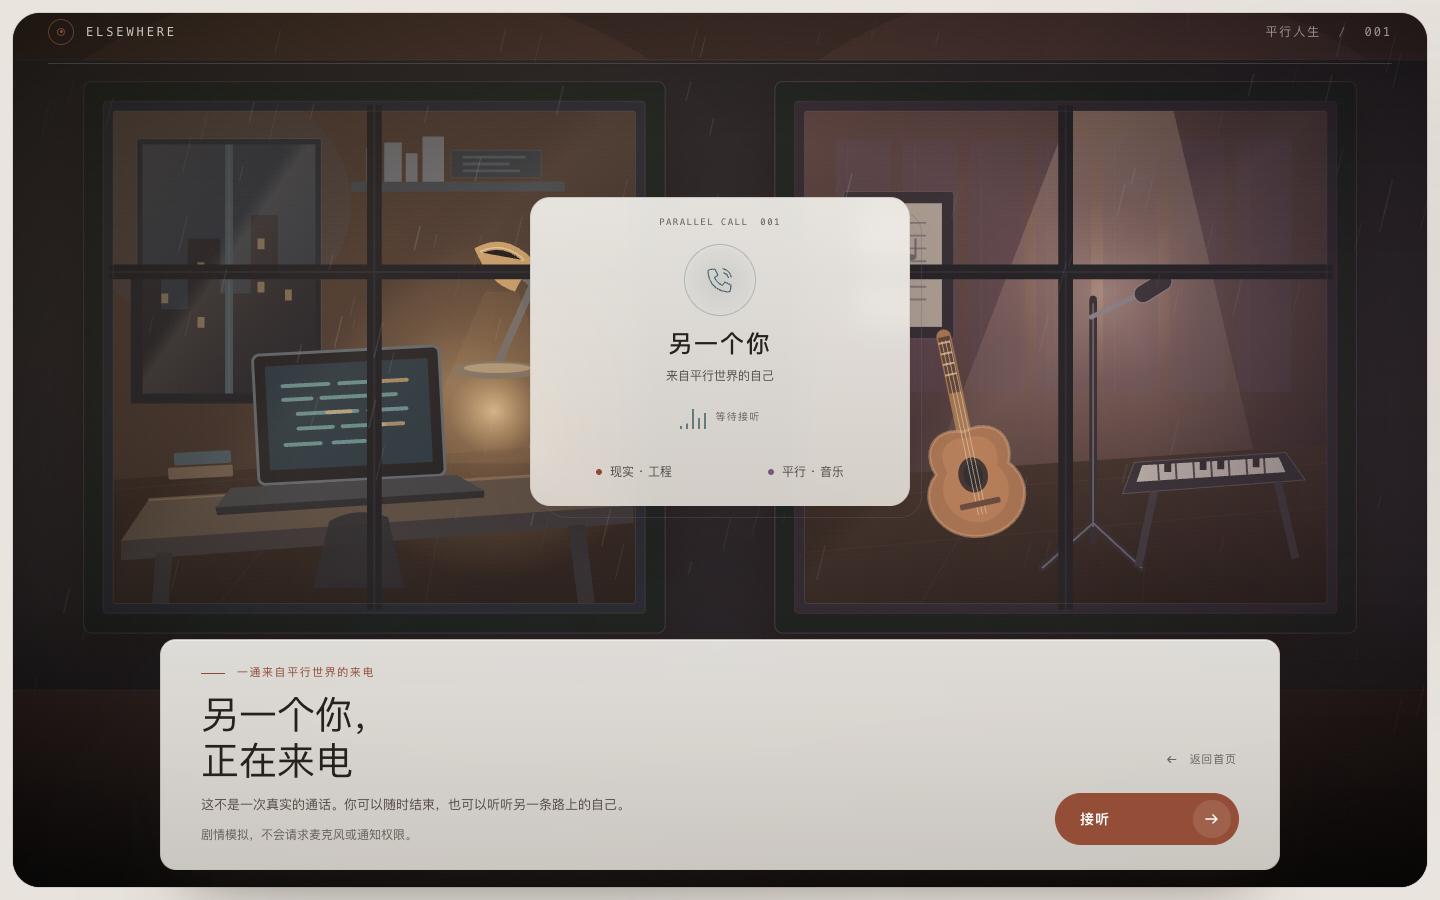 ELSEWHERE
平行人生 / 001
PARALLEL CALL 001
另一个你
来自平行世界的自己
等待接听
现实 · 工程
平行 · 音乐
一通来自平行世界的来电
另一个你，
正在来电
这不是一次真实的通话。你可以随时结束，也可以听听另一条路上的自己。
剧情模拟，不会请求麦克风或通知权限。
← 返回首页
接听 →